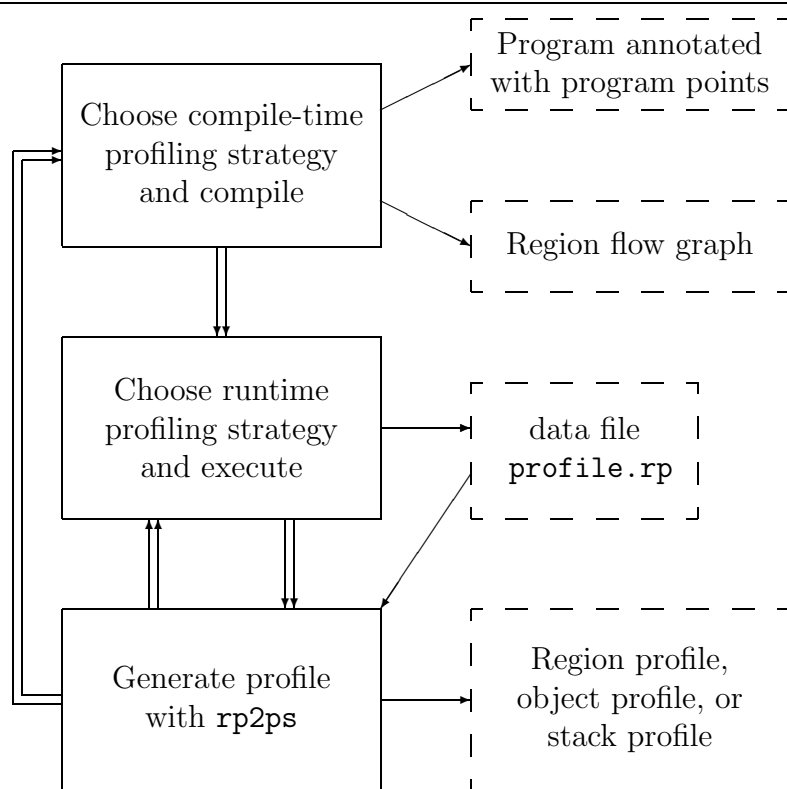 Program annotated
with program points
Choose compile-time
profiling strategy
and compile
Region flow graph
Choose runtime
profiling strategy
and execute
data file
profile.rp
Generate profile
with rp2ps
Region profile,
object profile, or
stack profile